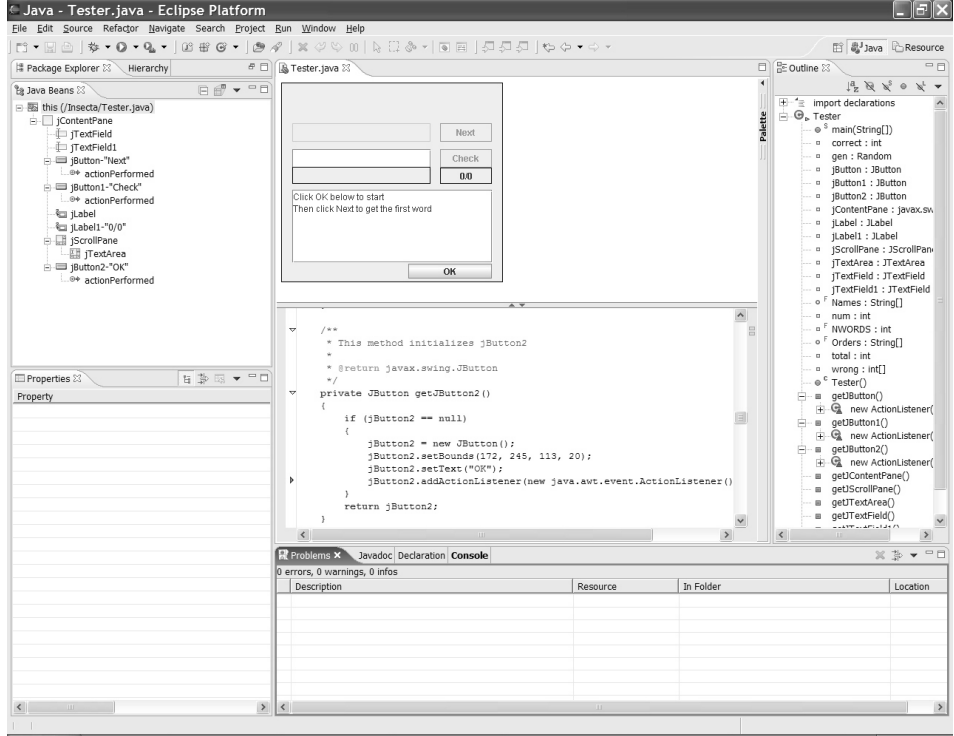 Java - Tester.java - Eclipse Platform
File Edit Source Refactor Navigate Search Project Run Window Help
Java Resource
Package Explorer Hierarchy
Java Beans
this (/Insecta/Tester.java)
jContentPane
jTextField
jTextField1
jButton-"Next"
actionPerformed
jButton1-"Check"
actionPerformed
jLabel
jLabel1-"0/0"
jScrollPane
jTextArea
jButton2-"OK"
actionPerformed
Properties
Property
Tester.java
Next
Check
0/0
Click OK below to start
Then click Next to get the first word
OK
Palette
/**
* This method initializes jButton2
*
* @return javax.swing.JButton
*/
private JButton getJButton2()
{
if (jButton2 == null)
{
jButton2 = new JButton();
jButton2.setBounds(172, 245, 113, 20);
jButton2.setText("OK");
jButton2.addActionListener(new java.awt.event.ActionListener()
}
return jButton2;
}
Outline
import declarations
Tester
S main(String[])
correct : int
gen : Random
jButton : JButton
jButton1 : JButton
jButton2 : JButton
jContentPane : javax.sw
jLabel : JLabel
jLabel1 : JLabel
jScrollPane : JScrollPan
jTextArea : JTextArea
jTextField : JTextField
jTextField1 : JTextField
F Names : String[]
num : int
F NWORDS : int
F Orders : String[]
total : int
wrong : int[]
C Tester()
getJButton()
new ActionListener(
getJButton1()
new ActionListener(
getJButton2()
new ActionListener(
getJContentPane()
getJScrollPane()
getJTextArea()
getJTextField()
getJTextField1()
Problems Javadoc Declaration Console
0 errors, 0 warnings, 0 infos
Description Resource In Folder Location